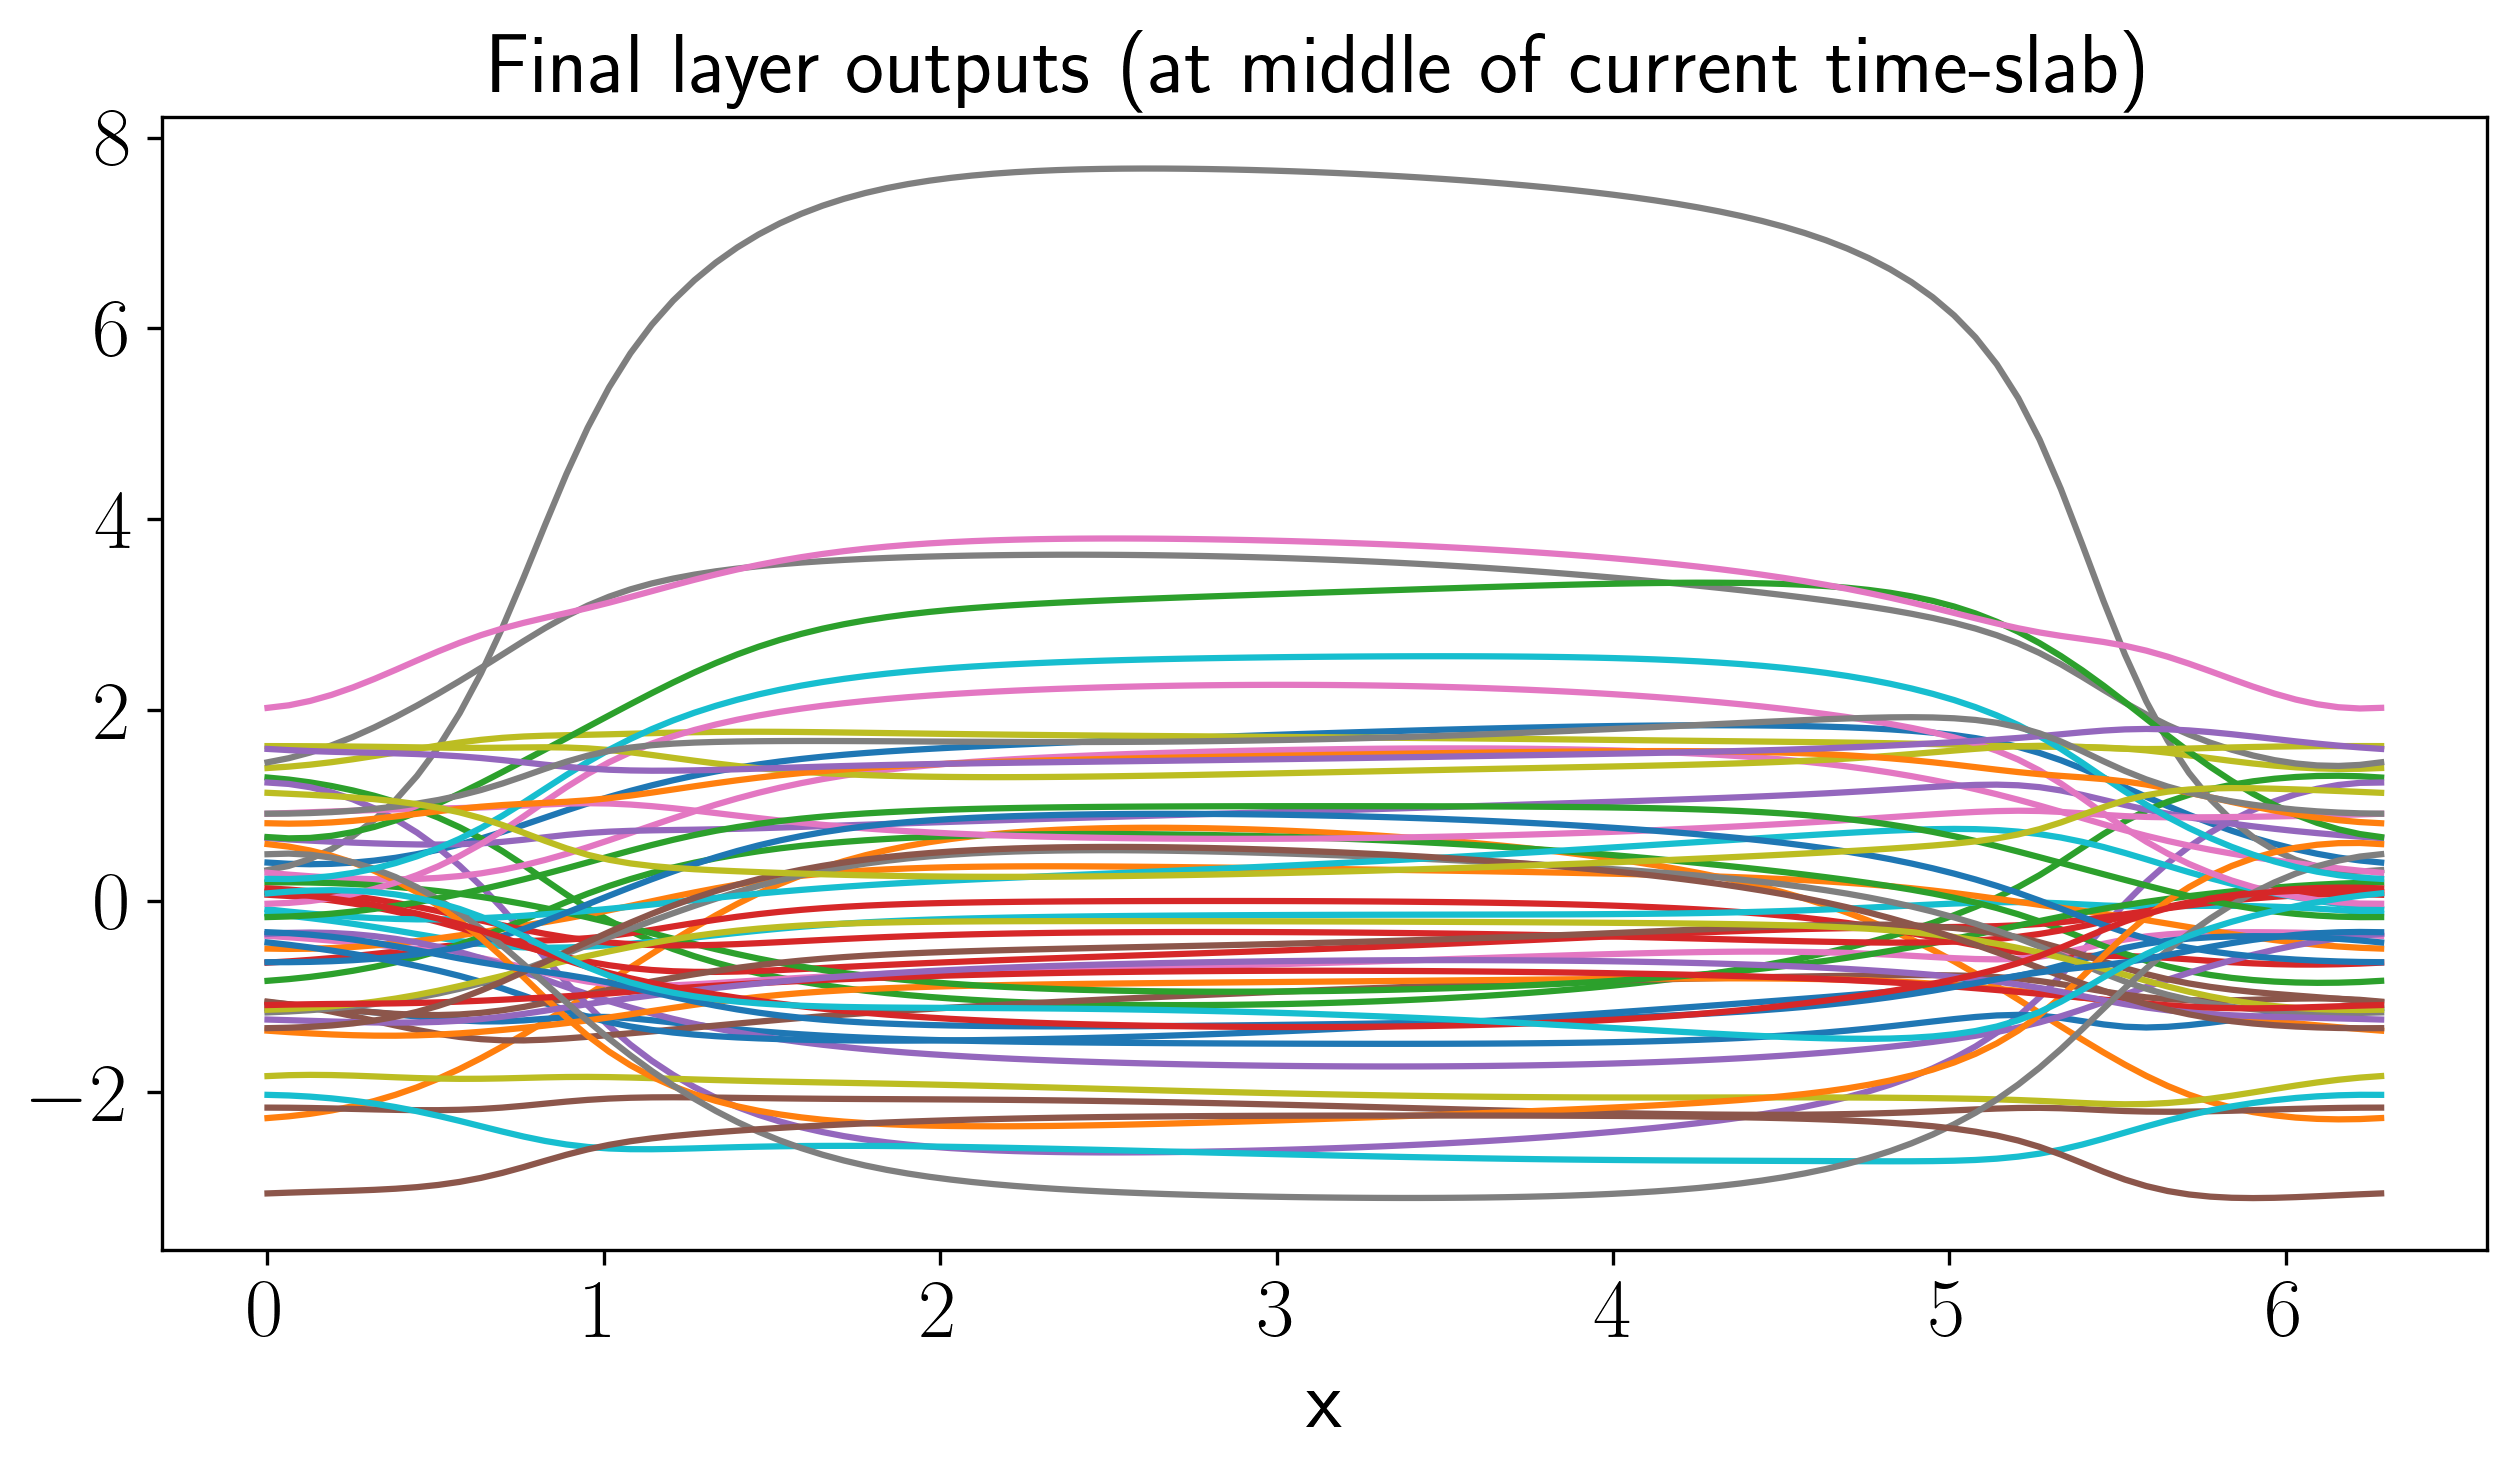 Final layer outputs (at middle of current time-slab)
8
6
4
2
0
−2
0 1 2 3 4 5 6
x